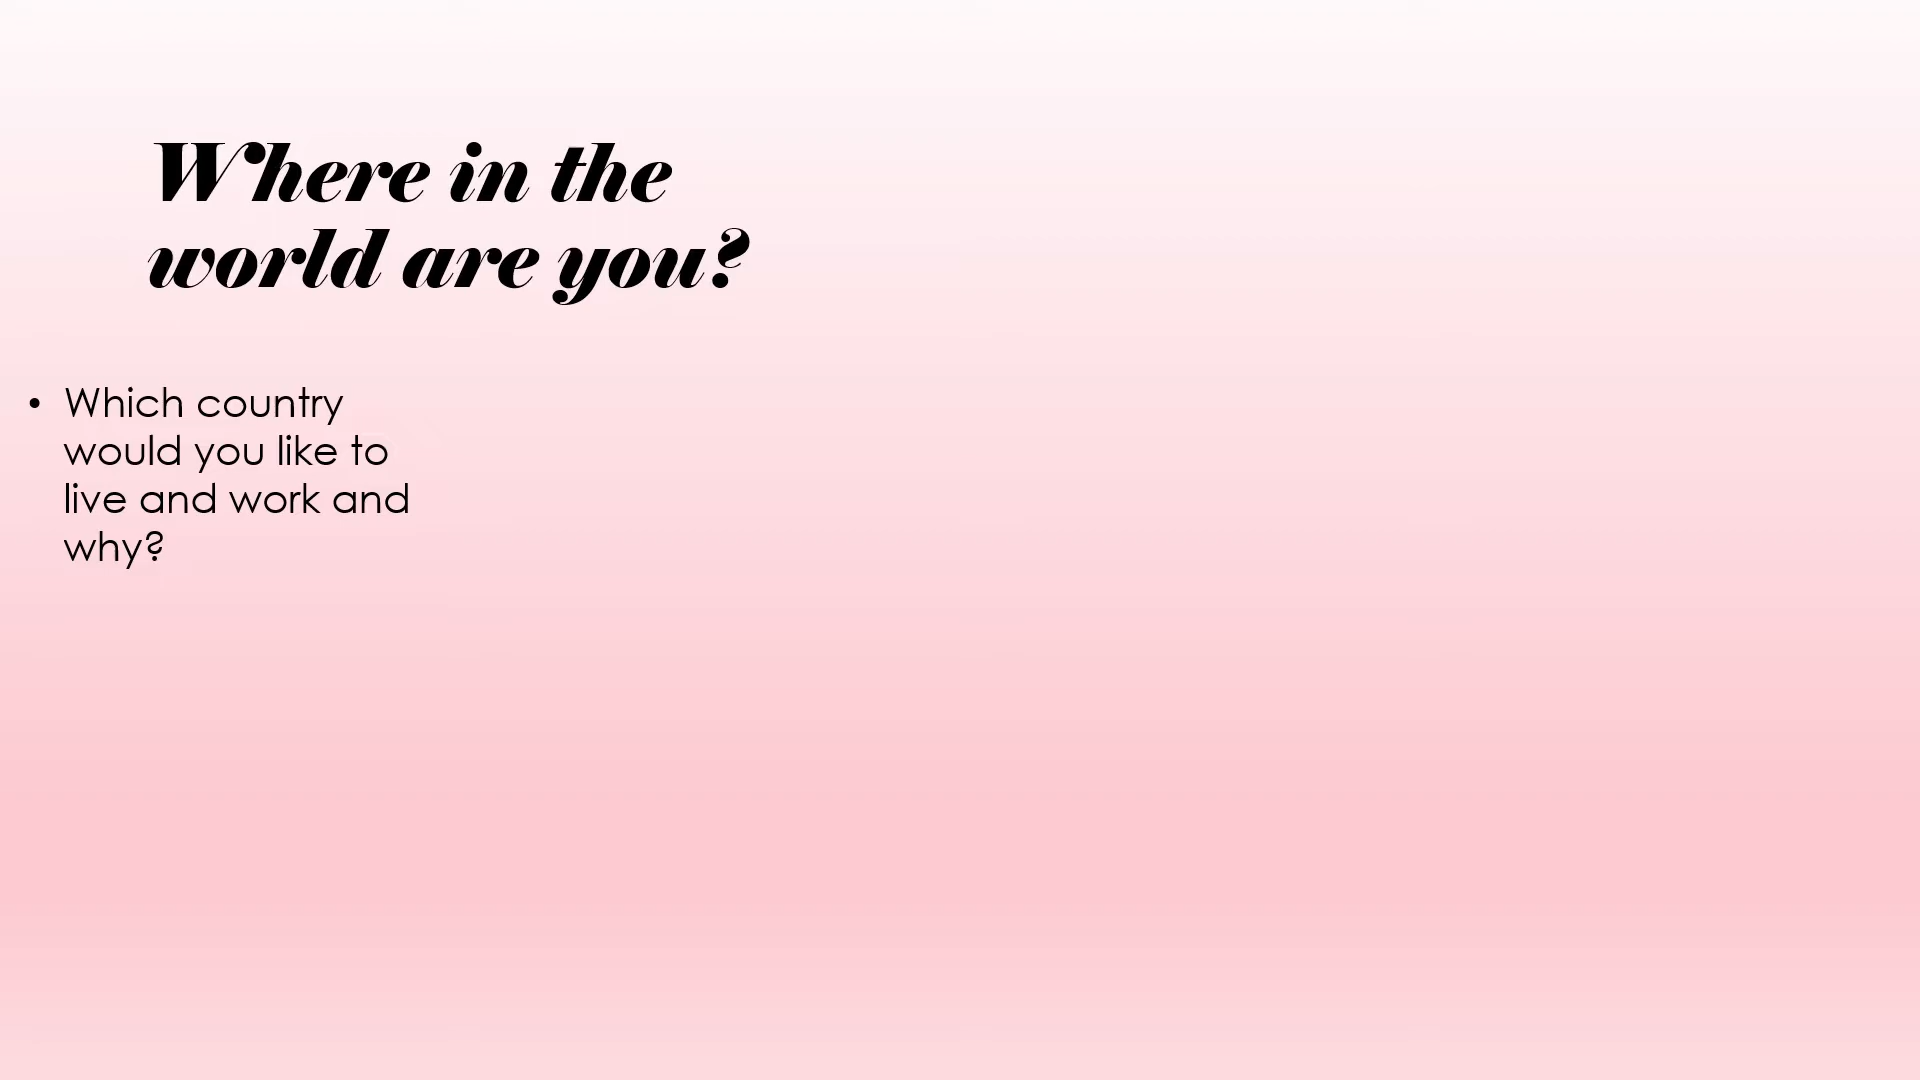 Where in the
world are you?
• Which country
would you like to
live and work and
why?